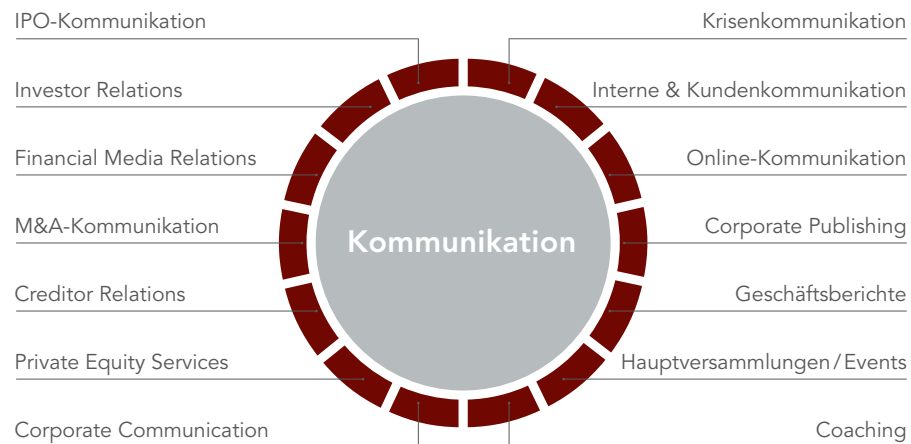 IPO-Kommunikation
Investor Relations
Financial Media Relations
M&A-Kommunikation
Creditor Relations
Private Equity Services
Corporate Communication
Kommunikation
Krisenkommunikation
Interne & Kundenkommunikation
Online-Kommunikation
Corporate Publishing
Geschäftsberichte
Hauptversammlungen/Events
Coaching